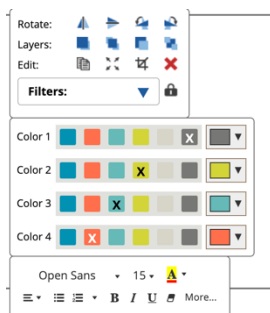 Rotate:
Layers:
Edit:
Filters:
Color 1 X
Color 2 X
Color 3 X
Color 4 X
Open Sans 15 A
B I U More...